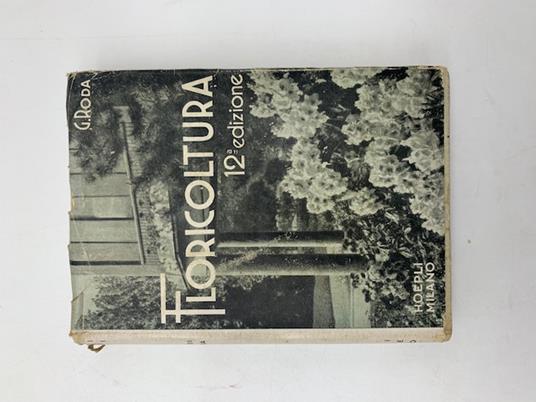 G. RODA
FLORICOLTURA
12ª edizione
HOEPLI
MILANO